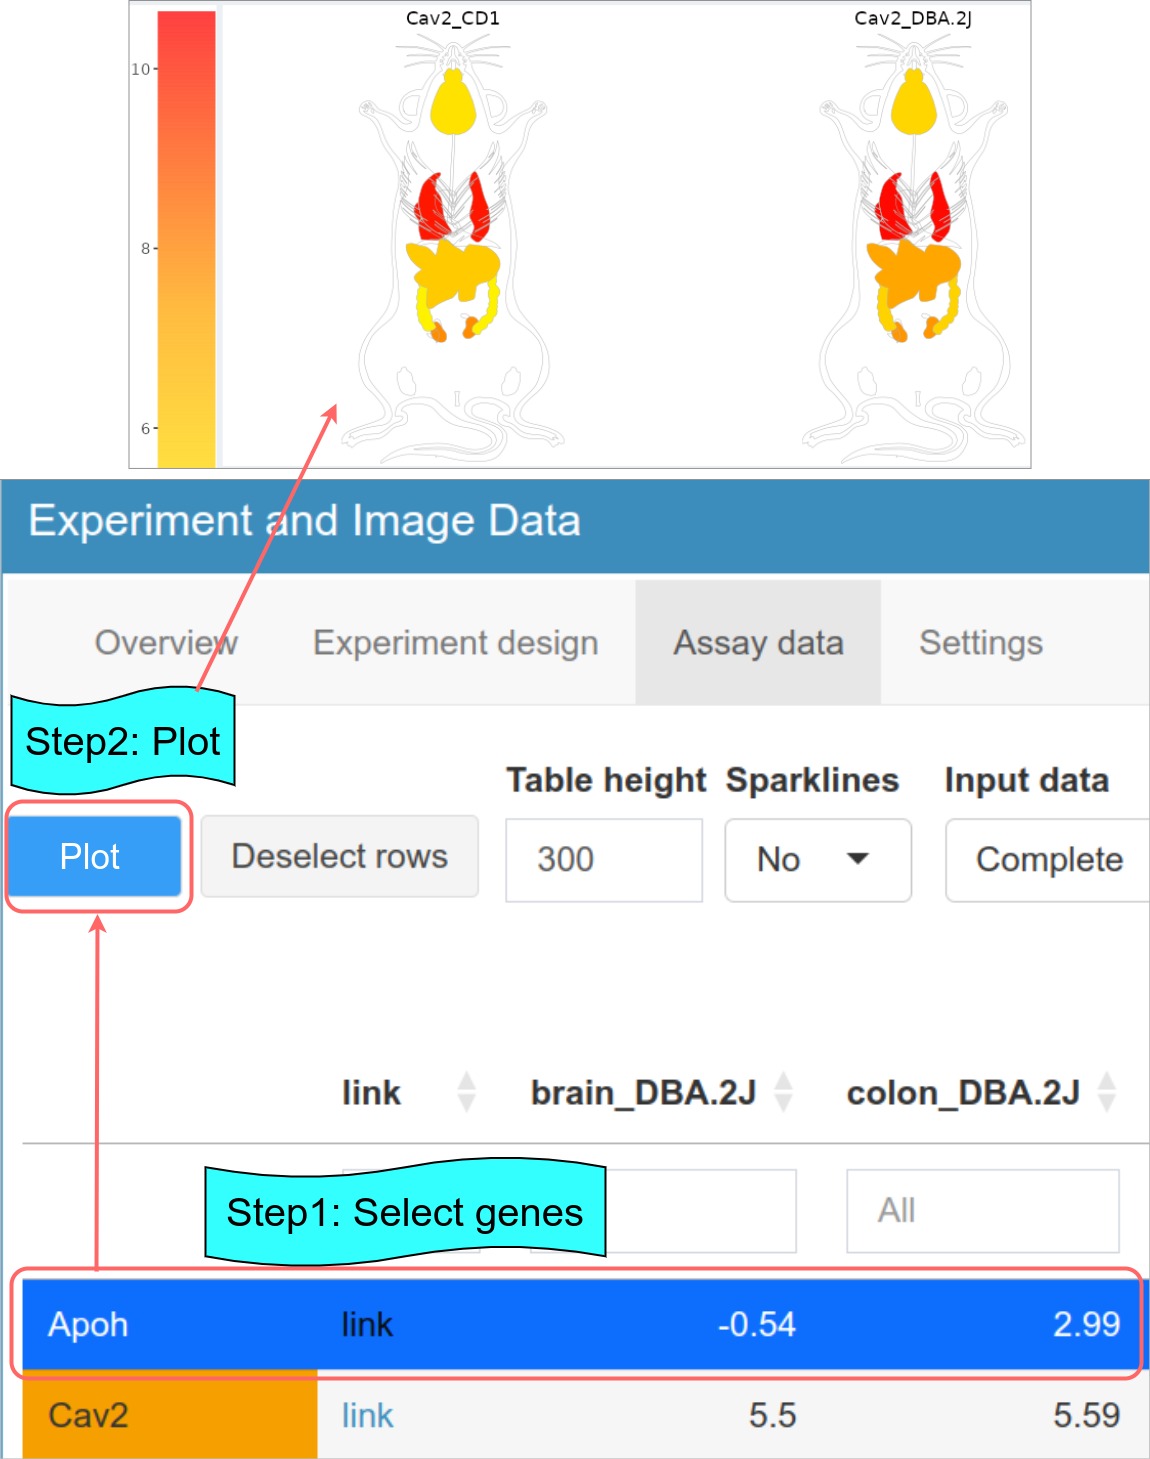 Cav2_CD1
Cav2_DBA.2J
10
8
6
Experiment and Image Data
Overview
Experiment design
Assay data
Settings
Step2: Plot
Table height
Sparklines
Input data
Plot
Deselect rows
300
No
Complete
link
brain_DBA.2J
colon_DBA.2J
Step1: Select genes
All
Apoh link -0.54 2.99
Cav2 link 5.5 5.59